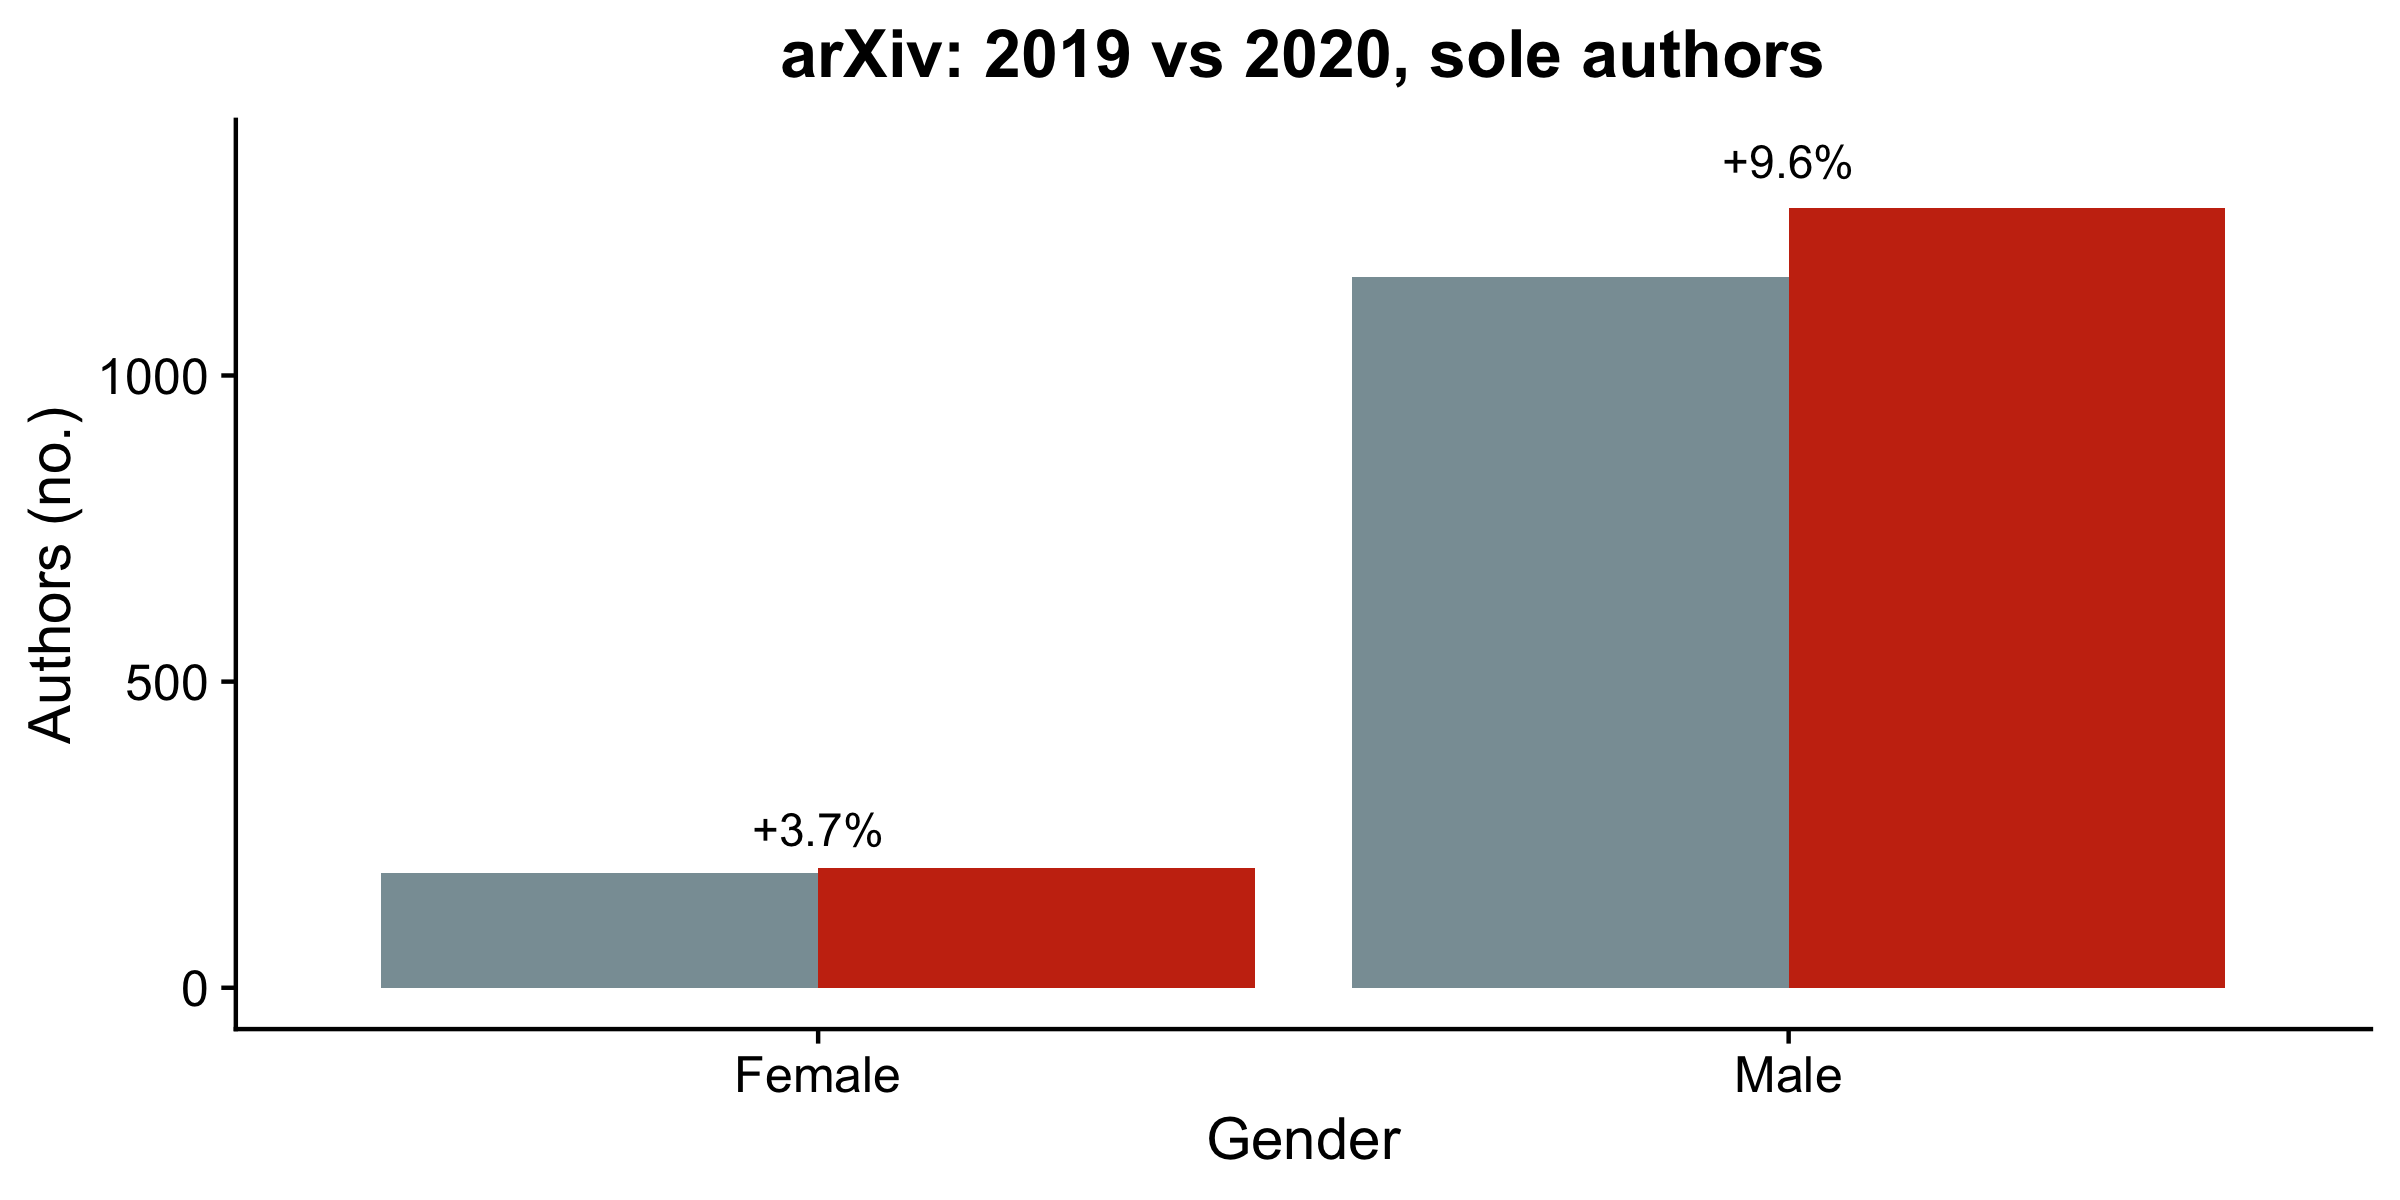 arXiv: 2019 vs 2020, sole authors
+9.6%
1000
Authors (no.)
500
+3.7%
0
Female
Male
Gender